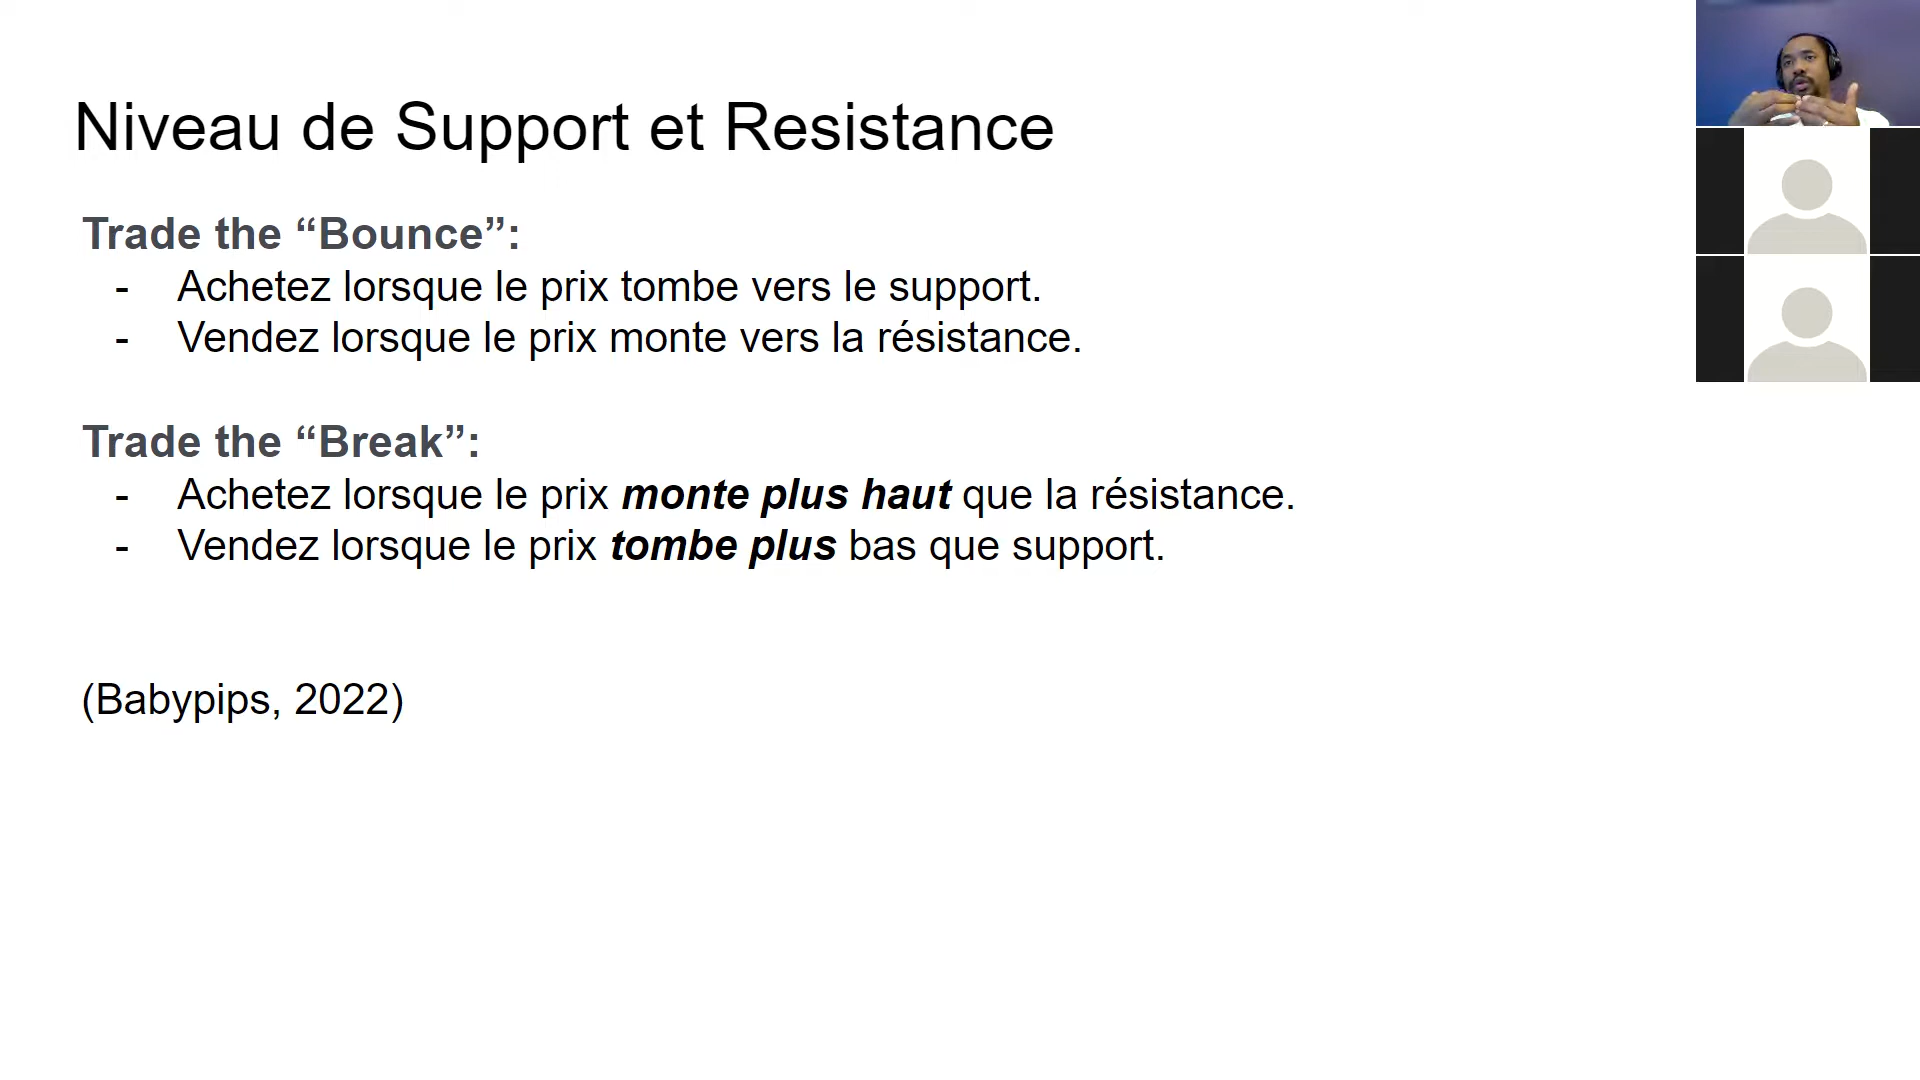 Niveau de Support et Resistance
Trade the “Bounce”:
- Achetez lorsque le prix tombe vers le support.
- Vendez lorsque le prix monte vers la résistance.
Trade the “Break”:
- Achetez lorsque le prix monte plus haut que la résistance.
- Vendez lorsque le prix tombe plus bas que support.
(Babypips, 2022)